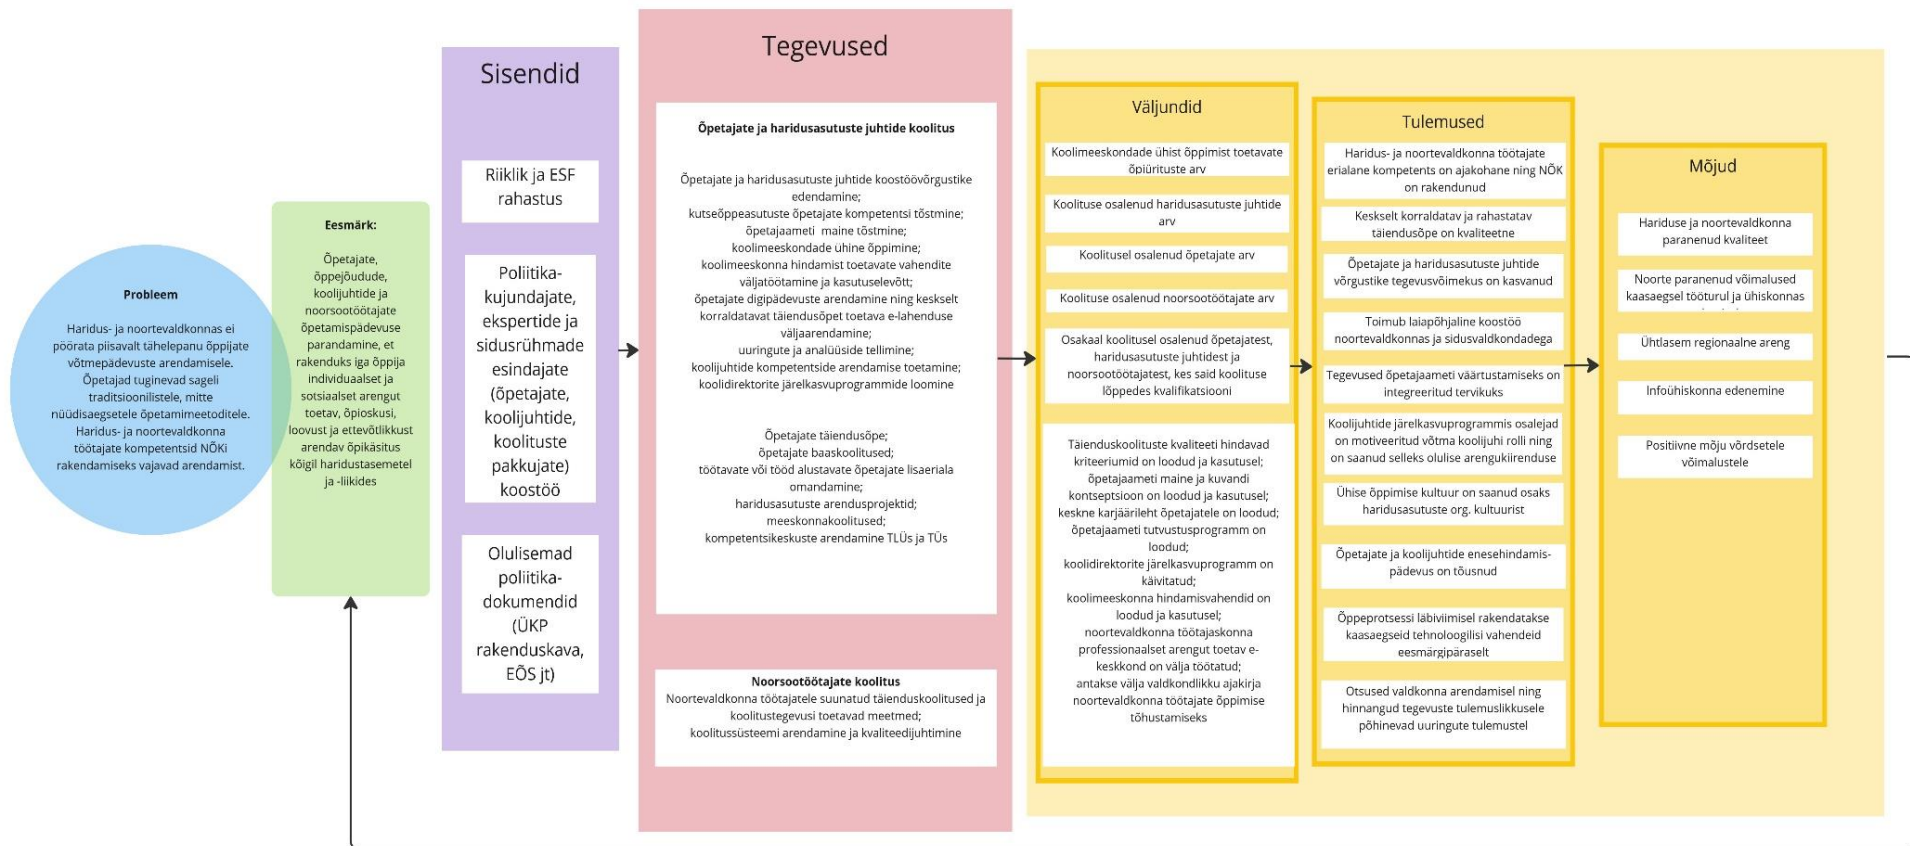 Probleem
Haridus- ja noortevaldkonnas ei
pöörata piisavalt tähelepanu õppijate
võtmepädevuste arendamisele.
Õpetajad tuginevad sageli
traditsioonilistele, mitte
nüüdisaegsetele õpetamimeetoditele.
Haridus- ja noortevaldkonna
töötajate kompetentsid NÕKi
rakendamiseks vajavad arendamist.
Eesmärk:
Õpetajate,
õppejõudude,
koolijuhtide ja
noorsootöötajate
õpetamispädevuse
parandamine, et
rakenduks iga õppija
individuaalset ja
sotsiaalset arengut
toetav, õpioskusi,
loovust ja ettevõtlikkust
arendav õpikäsitus
kõigil haridustasemetel
ja -liikides
Sisendid
Riiklik ja ESF
rahastus
Poliitika-
kujundajate,
ekspertide ja
sidusrühmade
esindajate
(õpetajate,
koolijuhtide,
koolituste
pakkujate)
koostöö
Olulisemad
poliitika-
dokumendid
(ÜKP
rakenduskava,
EÕS jt)
Tegevused
Õpetajate ja haridusasutuste juhtide koolitus
Õpetajate ja haridusasutuste juhtide koostöövõrgustike
edendamine;
kutseõppeasutuste õpetajate kompetentsi tõstmine;
õpetajaameti maine tõstmine;
koolimeeskondade ühine õppimine;
koolimeeskonna hindamist toetavate vahendite
väljatöötamine ja kasutuselevõtt;
õpetajate digipädevuste arendamine ning keskselt
korraldatavat täiendusõpet toetava e-lahenduse
väljaarendamine;
uuringute ja analüüside tellimine;
koolijuhtide kompetentside arendamise toetamine;
koolidirektorite järelkasvuprogrammide loomine
Õpetajate täiendusõpe;
õpetajate baaskoolitused;
töötavate või tööd alustavate õpetajate lisaeriala
omandamine;
haridusasutuste arendusprojektid;
meeskonnakoolitused;
kompetentsikeskuste arendamine TLÜs ja TÜs
Noorsootöötajate koolitus
Noortevaldkonna töötajatele suunatud täienduskoolitused ja
koolitustegevusi toetavad meetmed;
koolitussüsteemi arendamine ja kvaliteedijuhtimine
Väljundid
Koolimeeskondade ühist õppimist toetavate
õpiürituste arv
Koolituse osalenud haridusasutuste juhtide
arv
Koolitusel osalenud õpetajate arv
Koolituse osalenud noorsootöötajate arv
Osakaal koolitusel osalenud õpetajatest,
haridusasutuste juhtidest ja
noorsootöötajatest, kes said koolituse
lõppedes kvalifikatsiooni
Täienduskoolituste kvaliteeti hindavad
kriteeriumid on loodud ja kasutusel;
õpetajaameti maine ja kuvandi
kontseptsioon on loodud ja kasutusel;
keskne karjäärileht õpetajatele on loodud;
õpetajaameti tutvustusprogramm on
loodud;
koolidirektorite järelkasvuprogramm on
käivitatud;
koolimeeskonna hindamisvahendid on
loodud ja kasutusel;
noortevaldkonna töötajaskonna
professionaalset arengut toetav e-
keskkond on välja töötatud;
antakse välja valdkondlikku ajakirja
noortevaldkonna töötajate õppimise
tõhustamiseks
Tulemused
Haridus- ja noortevaldkonna töötajate
erialane kompetents on ajakohane ning NÕK
on rakendunud
Keskselt korraldatav ja rahastatav
täiendusõpe on kvaliteetne
Õpetajate ja haridusasutuste juhtide
võrgustike tegevusvõimekus on kasvanud
Toimub laiapõhjaline koostöö
noortevaldkonnas ja sidusvaldkondadega
Tegevused õpetajaameti väärtustamiseks on
integreeritud tervikuks
Koolijuhtide järelkasvuprogrammis osalejad
on motiveeritud võtma koolijuhi rolli ning
on saanud selleks olulise arengukiirenduse
Ühise õppimise kultuur on saanud osaks
haridusasutuste org. kultuurist
Õpetajate ja koolijuhtide enesehindamis-
pädevus on tõusnud
Õppeprotsessi läbiviimisel rakendatakse
kaasaegseid tehnoloogilisi vahendeid
eesmärgipäraselt
Otsused valdkonna arendamisel ning
hinnangud tegevuste tulemuslikkusele
põhinevad uuringute tulemustel
Mõjud
Hariduse ja noortevaldkonna
paranenud kvaliteet
Noorte paranenud võimalused
kaasaegsel tööturul ja ühiskonnas
Ühtlasem regionaalne areng
Infoühiskonna edenemine
Positiivne mõju võrdsetele
võimalustele